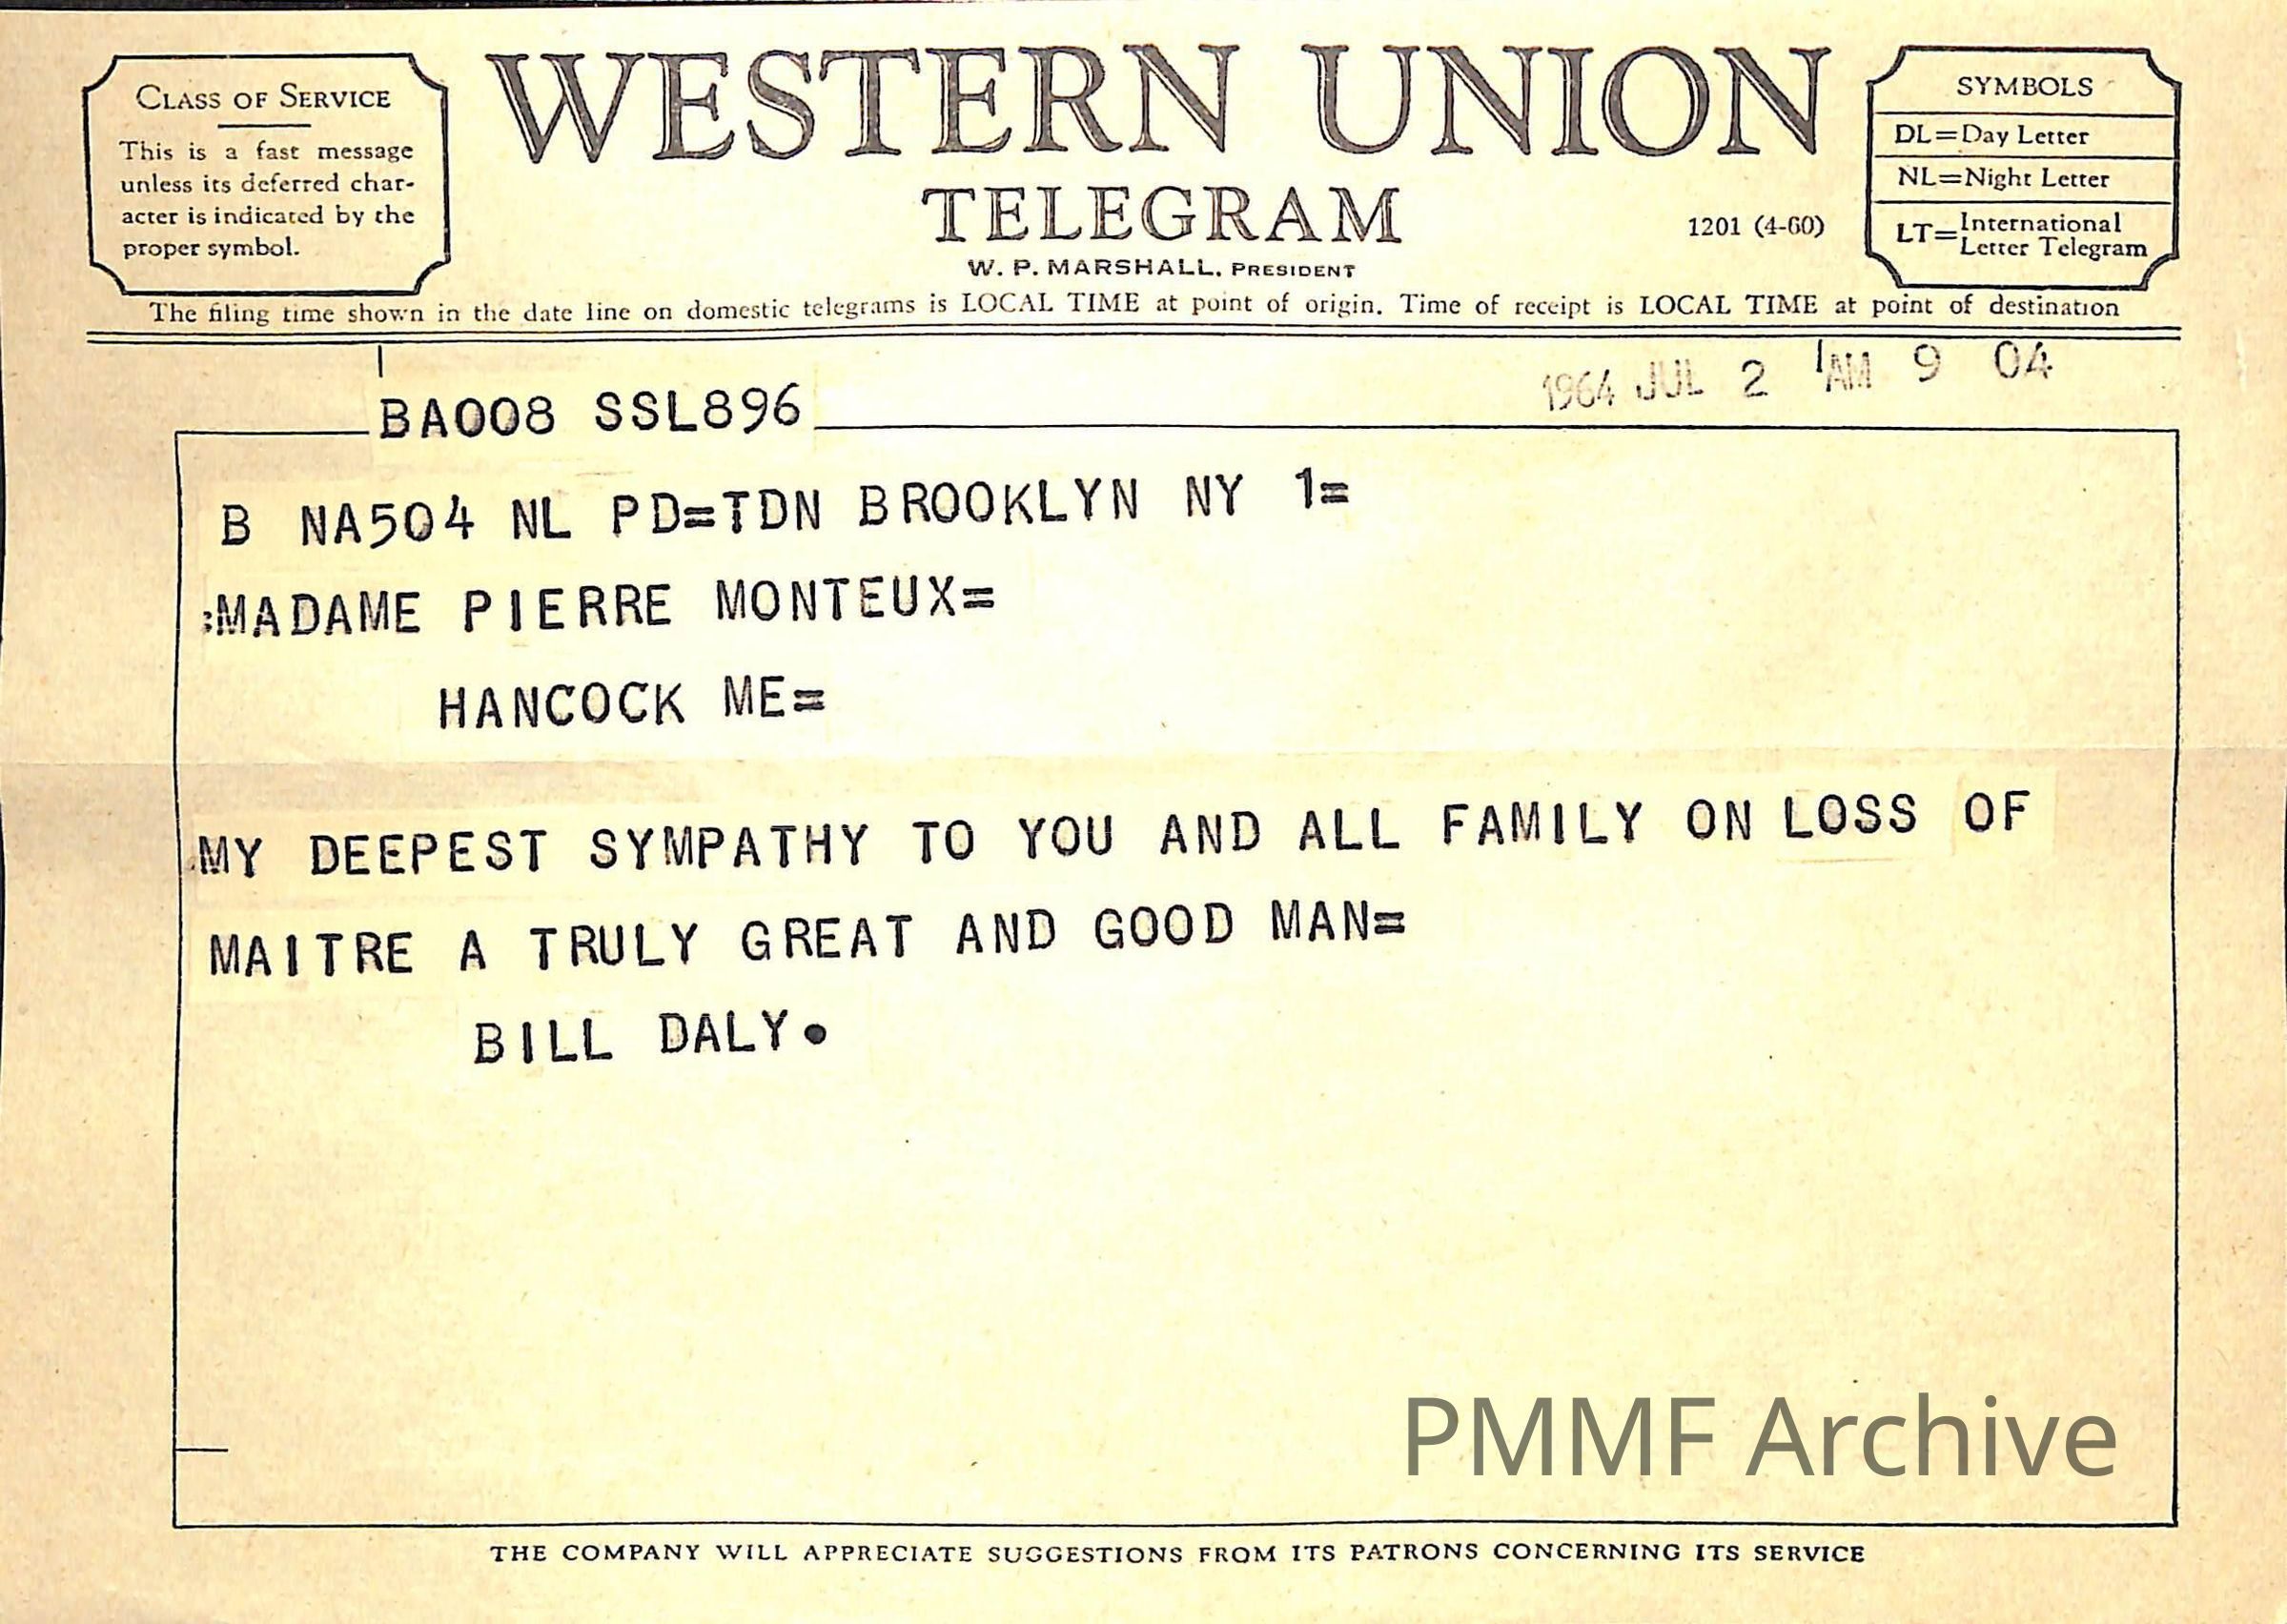 CLASS OF SERVICE
This is a fast message
unless its deferred char-
acter is indicated by the
proper symbol.
WESTERN UNION
TELEGRAM
W. P. MARSHALL, PRESIDENT
1201 (4-60)
SYMBOLS
DL=Day Letter
NL=Night Letter
LT=International
Letter Telegram
The filing time shown in the date line on domestic telegrams is LOCAL TIME at point of origin. Time of receipt is LOCAL TIME at point of destination
1964 JUL 2 AM 9 04
BA008 SSL896
B NA504 NL PD=TDN BROOKLYN NY 1=
:MADAME PIERRE MONTEUX=
HANCOCK ME=
MY DEEPEST SYMPATHY TO YOU AND ALL FAMILY ON LOSS OF
MAITRE A TRULY GREAT AND GOOD MAN=
BILL DALY.
PMMF Archive
THE COMPANY WILL APPRECIATE SUGGESTIONS FROM ITS PATRONS CONCERNING ITS SERVICE